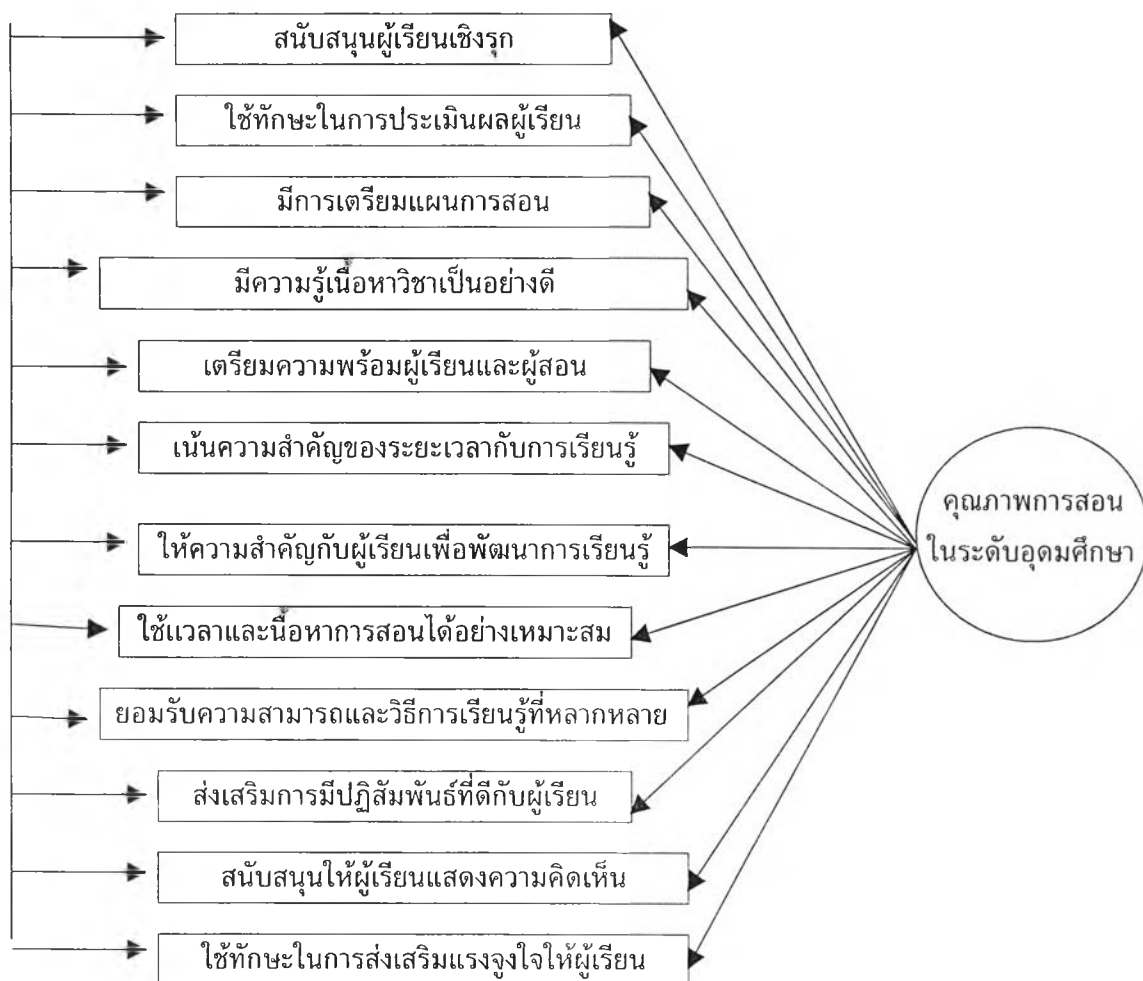 สนับสนุนผู้เรียนเชิงรุก
ใช้ทักษะในการประเมินผลผู้เรียน
มีการเตรียมแผนการสอน
มีความรู้เนื้อหาวิชาเป็นอย่างดี
เตรียมความพร้อมผู้เรียนและผู้สอน
เน้นความสำคัญของระยะเวลากับการเรียนรู้
ให้ความสำคัญกับผู้เรียนเพื่อพัฒนาการเรียนรู้
ใช้แวลาและนื้อหาการสอนได้อย่างเหมาะสม
ยอมรับความสามารถและวิธีการเรียนรู้ที่หลากหลาย
ส่งเสริมการมีปฏิสัมพันธ์ที่ดีกับผู้เรียน
สนับสนุนให้ผู้เรียนแสดงความคิดเห็น
ใช้ทักษะในการส่งเสริมแรงจูงใจให้ผู้เรียน
คุณภาพการสอน
ในระดับอุดมศึกษา